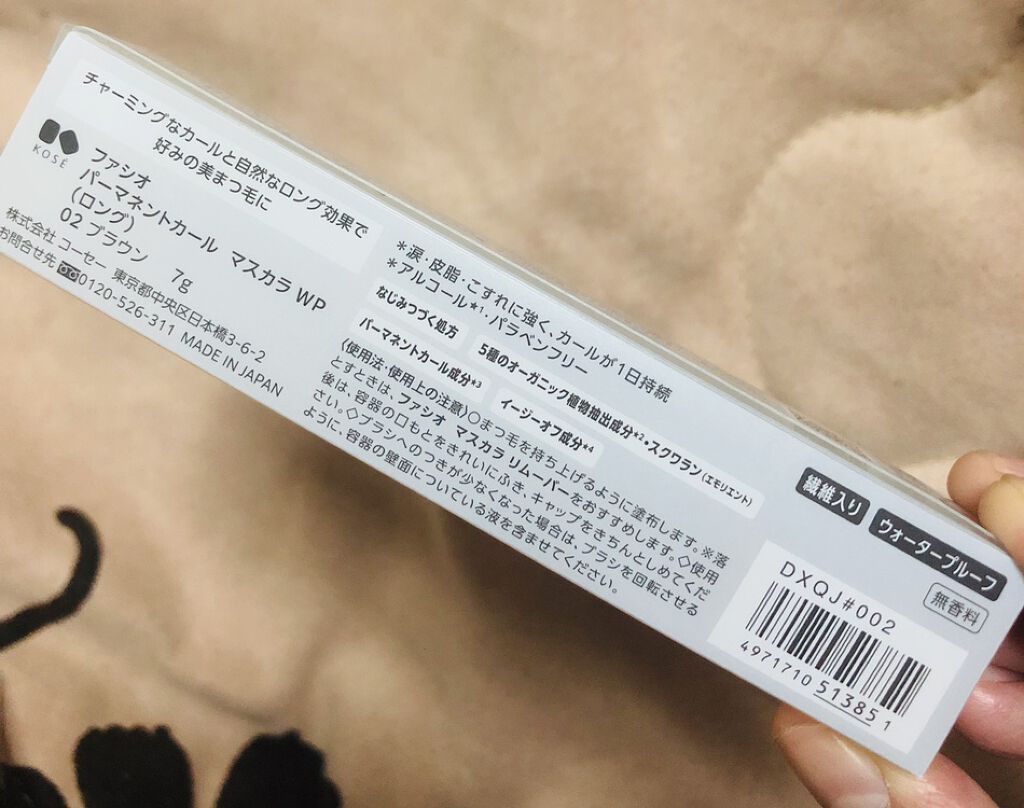 チャーミングなカールと自然なロング効果で
好みの美まつ毛に
KOSÉ
ファシオ
パーマネントカール マスカラ WP
(ロング)
02 ブラウン 7g
株式会社 コーセー 東京都中央区日本橋3-6-2
お問合せ先 0120-526-311 MADE IN JAPAN
*涙・皮脂・こすれに強く、カールが1日持続
*アルコール*1・パラベンフリー
なじみつづく処方
5種のオーガニック植物抽出成分*2・スクワラン(エモリエント)
パーマネントカール成分*3
イージーオフ成分*4
〈使用法・使用上の注意〉○まつ毛を持ち上げるように塗布します。※落
とすときは、ファシオ マスカラ リムーバーをおすすめします。◇使用
後は、容器の口もとをきれいにふき、キャップをきちんとしめてくだ
さい。◇ブラシへのつきが少なくなった場合は、ブラシを回転させる
ように、容器の壁面についている液を含ませてください。
繊維入り
ウォータープルーフ
無香料
DXQJ#002
4971710 513851